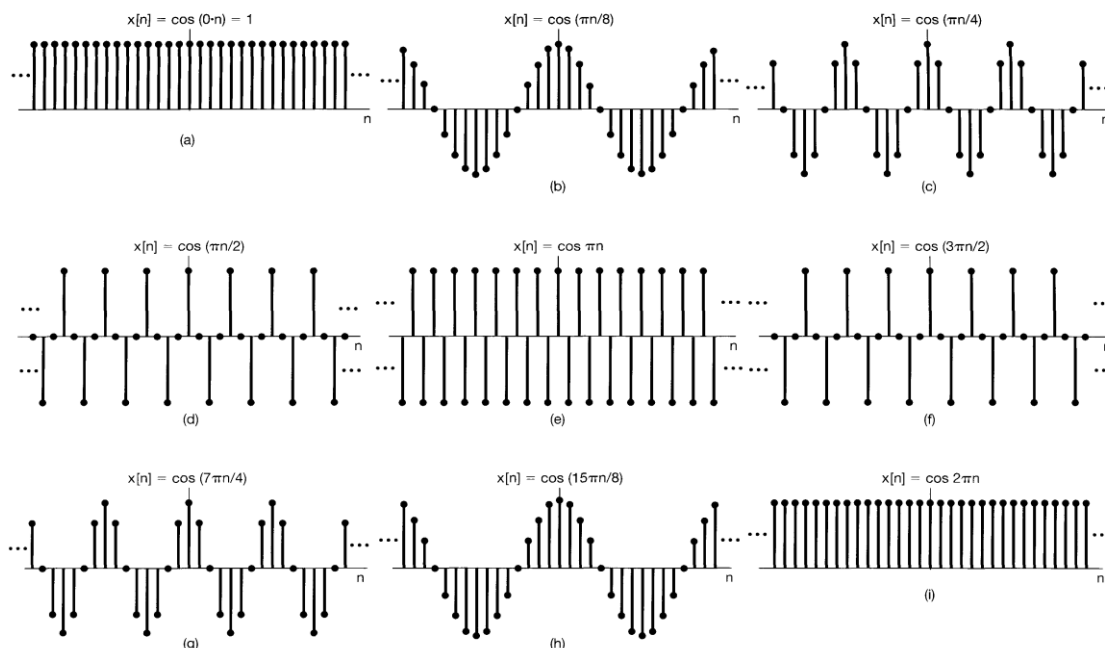 x[n] = cos (0·n) = 1
x[n] = cos (πn/8)
x[n] = cos (πn/4)
... ... ... ... ... ...
n n n
(a)
(b)
(c)
x[n] = cos (πn/2)
x[n] = cos πn
x[n] = cos (3πn/2)
... ... ... ... ... ...
n n n
... ... ... ... ... ...
(d)
(e)
(f)
x[n] = cos (7πn/4)
x[n] = cos (15πn/8)
x[n] = cos 2πn
... ... ... ... ... ...
n n n
(g)
(h)
(i)